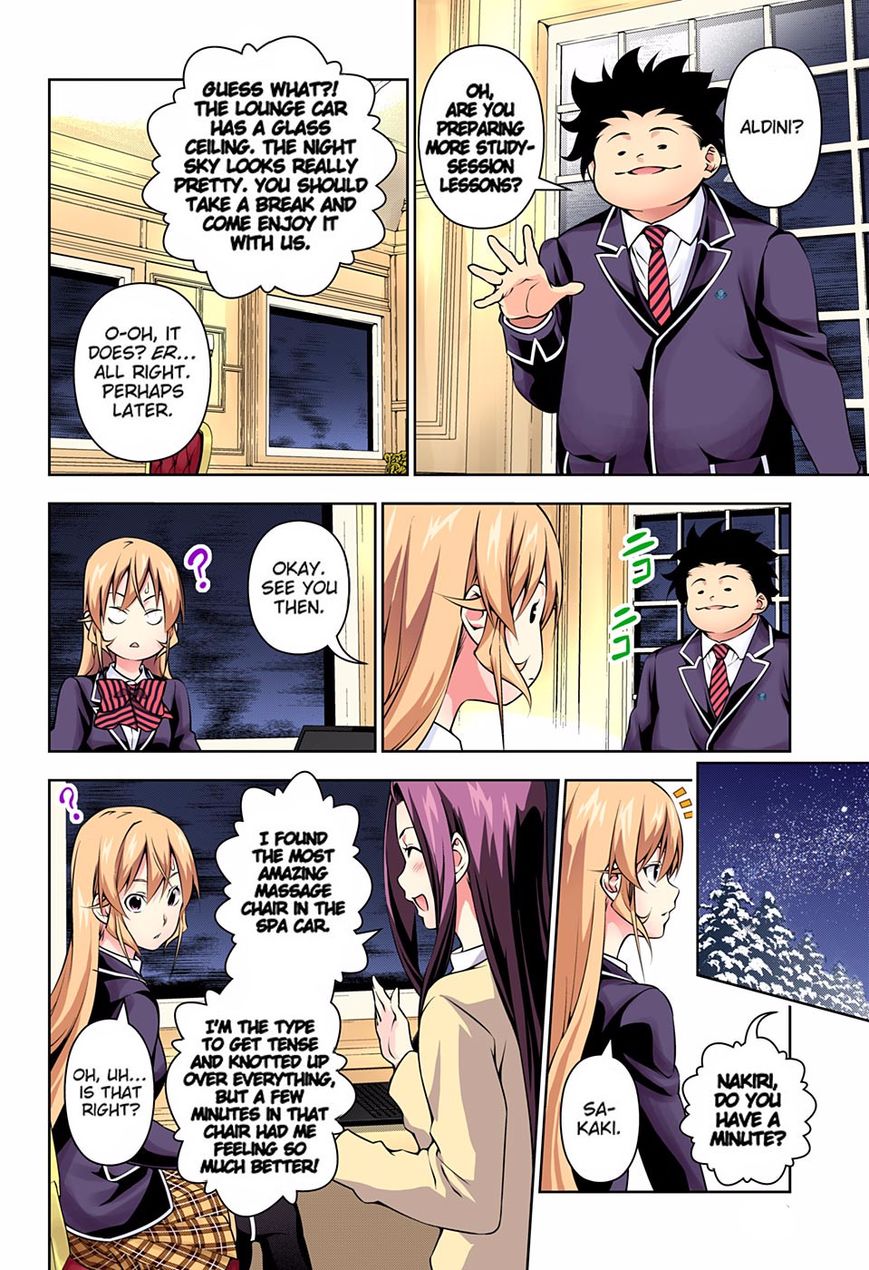 ALDINI?
OH,
ARE YOU
PREPARING
MORE STUDY-
SESSION
LESSONS?
GUESS WHAT?!
THE LOUNGE CAR
HAS A GLASS
CEILING. THE NIGHT
SKY LOOKS REALLY
PRETTY. YOU SHOULD
TAKE A BREAK AND
COME ENJOY IT
WITH US.
O-OH, IT
DOES? ER...
ALL RIGHT.
PERHAPS
LATER.
ニコ
ニコ
OKAY.
SEE YOU
THEN.
?
NAKIRI,
DO YOU
HAVE A
MINUTE?
SA-
KAKI.
I FOUND
THE MOST
AMAZING
MASSAGE
CHAIR IN THE
SPA CAR.
I'M THE TYPE
TO GET TENSE
AND KNOTTED UP
OVER EVERYTHING,
BUT A FEW
MINUTES IN THAT
CHAIR HAD ME
FEELING SO
MUCH BETTER!
?
OH, UH...
IS THAT
RIGHT?